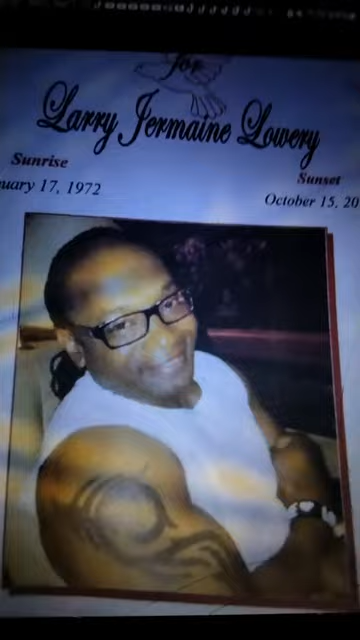 for
Larry Jermaine Lowery
Sunrise
uary 17, 1972
Sunset
October 15, 20